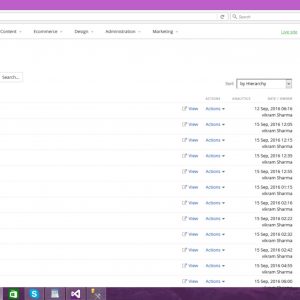 Search
Content Ecommerce Design Administration Marketing Live site
Search...
Sort by Hierarchy
ACTIONS ANALYTICS DATE / OWNER
View Actions 12 Sep, 2016 06:16
vikram Sharma
View Actions 15 Sep, 2016 12:05
vikram Sharma
View Actions 15 Sep, 2016 12:15
vikram Sharma
View Actions 15 Sep, 2016 12:35
vikram Sharma
View Actions 15 Sep, 2016 12:55
vikram Sharma
View Actions 15 Sep, 2016 01:15
vikram Sharma
View Actions 15 Sep, 2016 02:16
vikram Sharma
View Actions 15 Sep, 2016 02:22
vikram Sharma
View Actions 15 Sep, 2016 02:32
vikram Sharma
View Actions 15 Sep, 2016 02:42
vikram Sharma
View Actions 15 Sep, 2016 04:55
vikram Sharma
View Actions 15 Sep, 2016 06:00